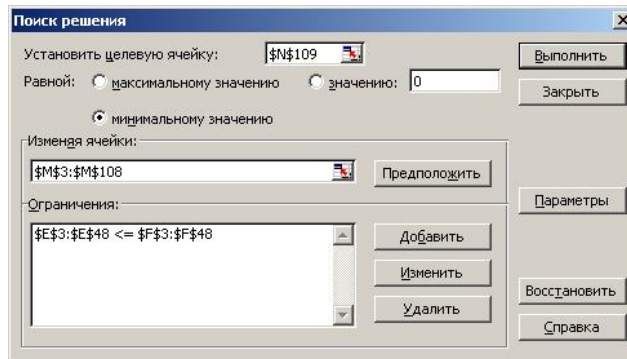 Поиск решения
Установить целевую ячейку: $N$109
Выполнить
Равной: максимальному значению значению: 0
Закрыть
минимальному значению
Изменяя ячейки:
$M$3:$M$108 Предположить
Параметры
Ограничения:
$E$3:$E$48 <= $F$3:$F$48
Добавить
Изменить
Восстановить
Удалить
Справка